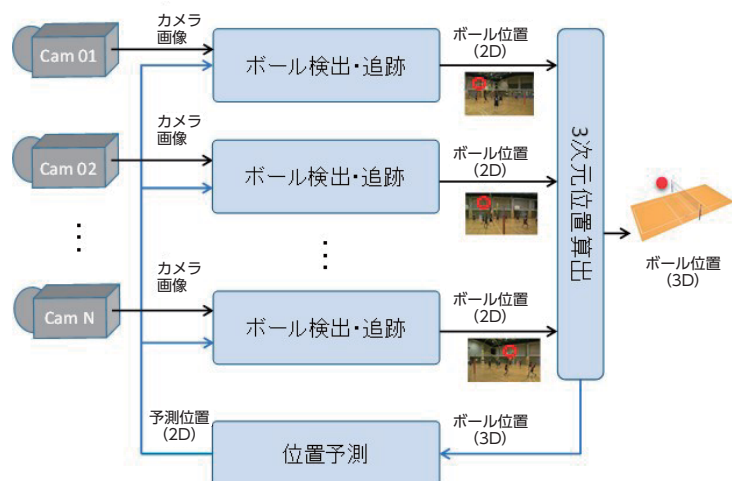 カメラ
画像
Cam 01
ボール検出・追跡
ボール位置
(2D)
カメラ
画像
Cam 02
ボール検出・追跡
ボール位置
(2D)
3次元位置算出
ボール位置
(3D)
カメラ
画像
Cam N
ボール検出・追跡
ボール位置
(2D)
予測位置
(2D)
位置予測
ボール位置
(3D)